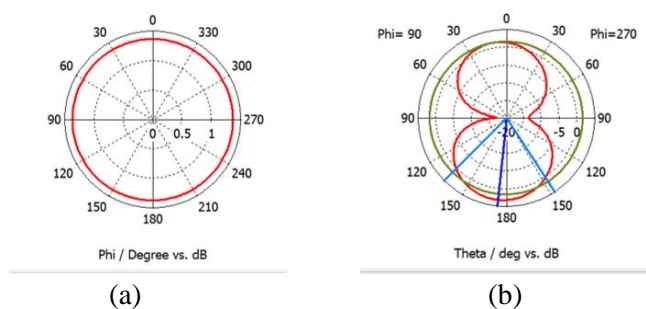 0
30 330
60 300
90 0 0.5 1 270
120 240
150 210
180
Phi / Degree vs. dB
(a)
0
Phi= 90 30 30 Phi=270
60 60
90 -20 -5 0 90
120 120
150 150
180
Theta / deg vs. dB
(b)